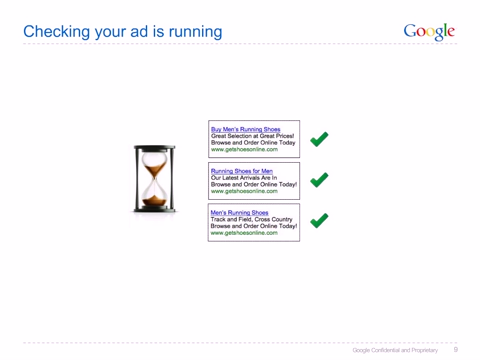 Checking your ad is running
Google
Buy Men's Running Shoes
Great Selection at Great Prices!
Browse and Order Online Today
www.getshoesonline.com
Running Shoes for Men
Our Latest Arrivals Are In
Browse and Order Online Today!
www.getshoesonline.com
Men's Running Shoes
Track and Field, Cross Country
Browse and Order Online Today!
www.getshoesonline.com
Google Confidential and Proprietary
9